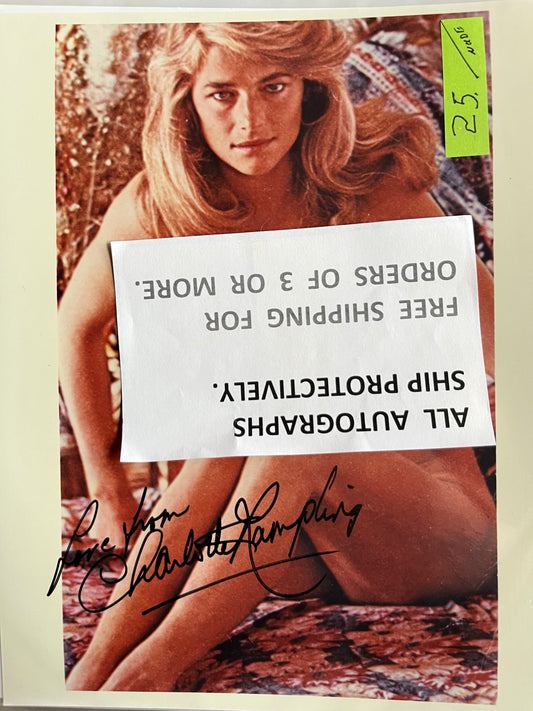 25.
ALL AUTOGRAPHS
SHIP PROTECTIVELY.
FREE SHIPPING FOR
ORDERS OF 3 OR MORE.
Love from
Charlotte Rampling